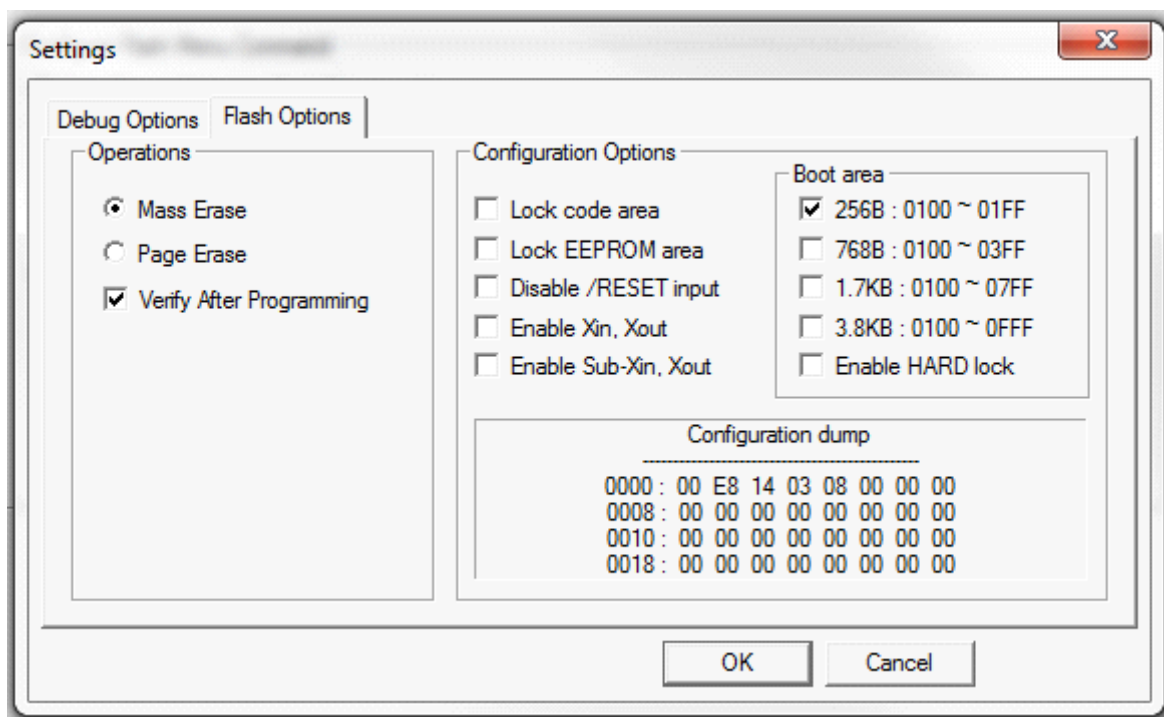 Settings
Debug Options
Flash Options
Operations
Mass Erase
Page Erase
Verify After Programming
Configuration Options
Lock code area
Lock EEPROM area
Disable /RESET input
Enable Xin, Xout
Enable Sub-Xin, Xout
Boot area
256B : 0100 ~ 01FF
768B : 0100 ~ 03FF
1.7KB : 0100 ~ 07FF
3.8KB : 0100 ~ 0FFF
Enable HARD lock
Configuration dump
0000 : 00 E8 14 03 08 00 00 00
0008 : 00 00 00 00 00 00 00 00
0010 : 00 00 00 00 00 00 00 00
0018 : 00 00 00 00 00 00 00 00
OK
Cancel